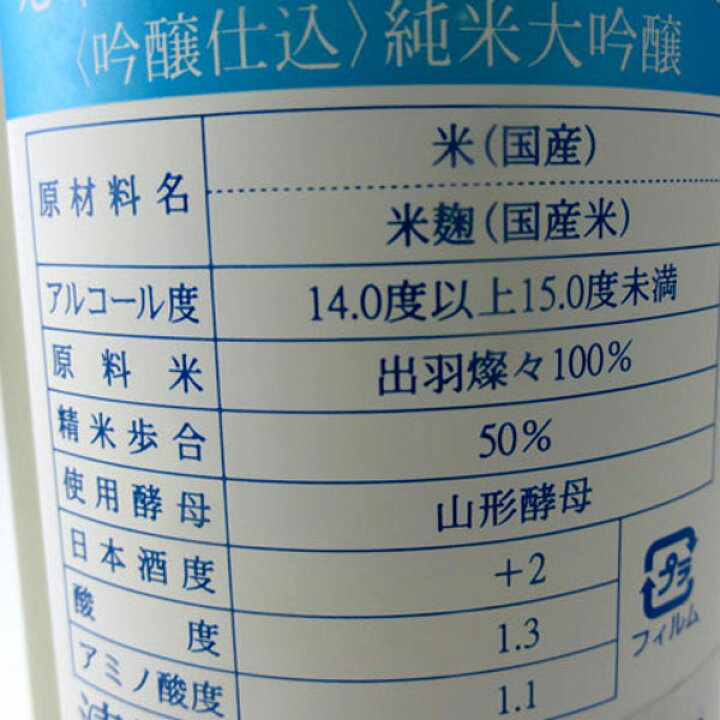 〈吟醸仕込〉純米大吟醸
原材料名
米(国産)
米麹(国産米)
アルコール度 14.0度以上15.0度未満
原料米 出羽燦々100%
精米歩合 50%
使用酵母 山形酵母
日本酒度 +2
酸度 1.3
アミノ酸度 1.1
プラ
フィルム